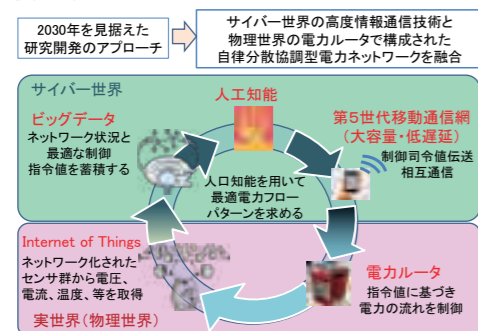 2030年を見据えた
研究開発のアプローチ
サイバー世界の高度情報通信技術と
物理世界の電力ルータで構成された
自律分散協調型電力ネットワークを融合
サイバー世界
人工知能
ビッグデータ
ネットワーク状況と
最適な制御
指令値を蓄積する
第5世代移動通信網
(大容量・低遅延)
制御司令値伝送
相互通信
人口知能を用いて
最適電力フロー
パターンを求める
Internet of Things
ネットワーク化された
センサ群から電圧、
電流、温度、等を取得
実世界(物理世界)
電力ルータ
指令値に基づき
電力の流れを制御